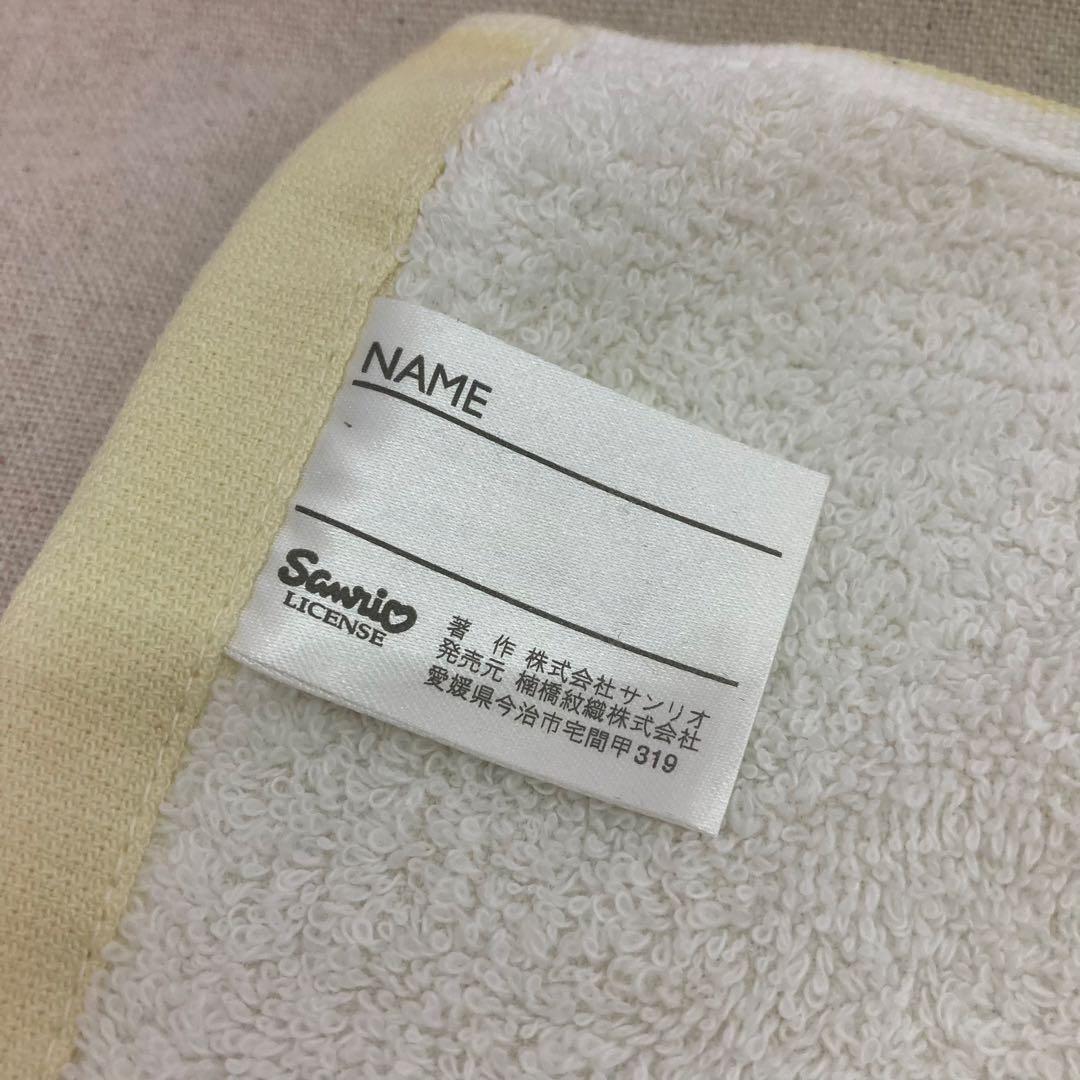 NAME
Sanrio
LICENSE
著 作 株式会社サンリオ
発売元 楠橋紋織株式会社
愛媛県今治市宅間甲319